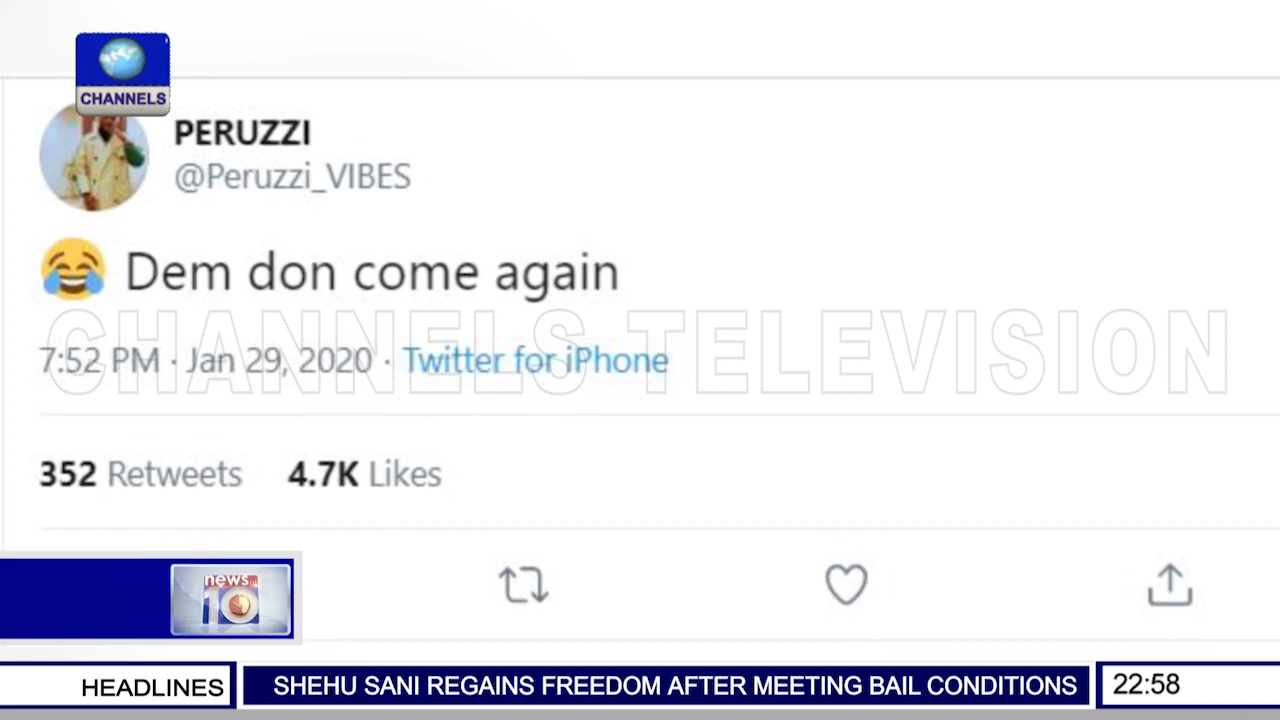 CHANNELS
PERUZZI
@Peruzzi_VIBES
😂 Dem don come again
CHANNELS TELEVISION
7:52 PM · Jan 29, 2020 · Twitter for iPhone
352 Retweets 4.7K Likes
news at
10
HEADLINES SHEHU SANI REGAINS FREEDOM AFTER MEETING BAIL CONDITIONS 22:58